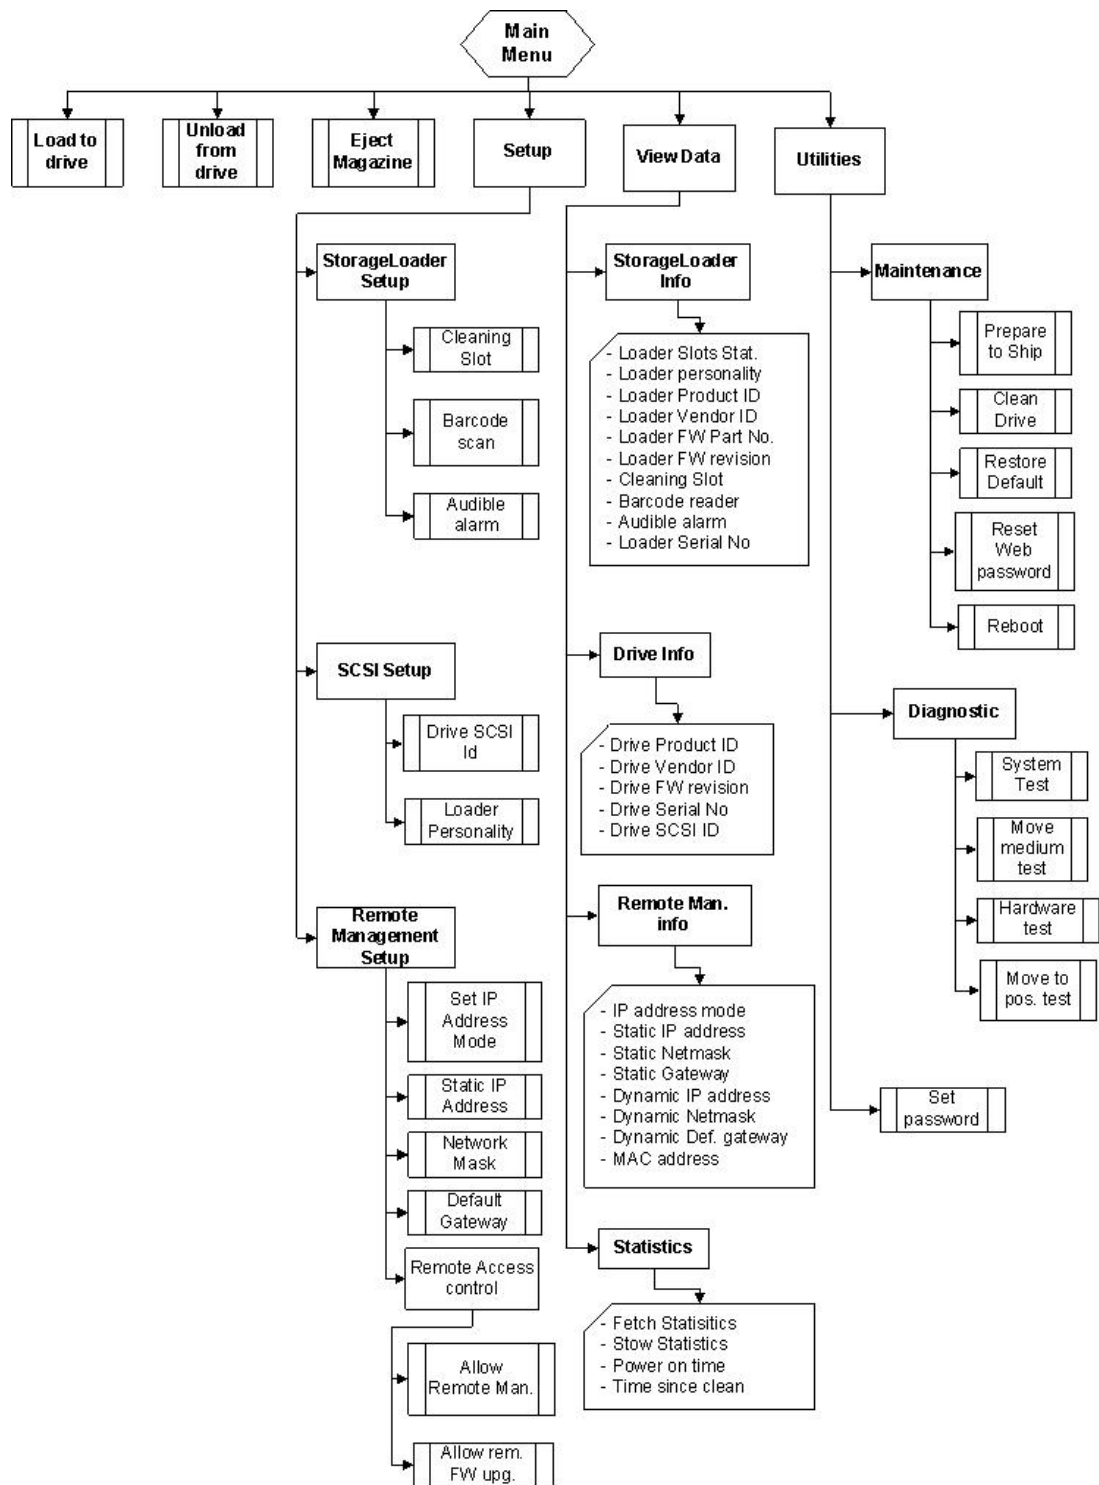 Main
Menu
Load to
drive
Unload
from
drive
Eject
Magazine
Setup
View Data
Utilities
StorageLoader
Setup
Cleaning
Slot
Barcode
scan
Audible
alarm
SCSI Setup
Drive SCSI
Id
Loader
Personality
Remote
Management
Setup
Set IP
Address
Mode
Static IP
Address
Network
Mask
Default
Gateway
Remote Access
control
Allow
Remote Man.
Allow rem.
FW upg.
StorageLoader
Info
- Loader Slots Stat.
- Loader personality
- Loader Product ID
- Loader Vendor ID
- Loader FW Part No.
- Loader FW revision
- Cleaning Slot
- Barcode reader
- Audible alarm
- Loader Serial No
Drive Info
- Drive Product ID
- Drive Vendor ID
- Drive FW revision
- Drive Serial No
- Drive SCSI ID
Remote Man.
info
- IP address mode
- Static IP address
- Static Netmask
- Static Gateway
- Dynamic IP address
- Dynamic Netmask
- Dynamic Def. gateway
- MAC address
Statistics
- Fetch Statisitics
- Stow Statistics
- Power on time
- Time since clean
Maintenance
Prepare
to Ship
Clean
Drive
Restore
Default
Reset
Web
password
Reboot
Diagnostic
System
Test
Move
medium
test
Hardware
test
Move to
pos. test
Set
password